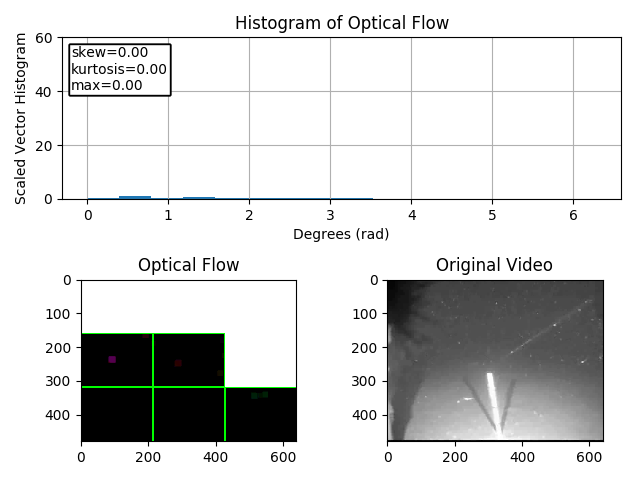 Histogram of Optical Flow
Scaled Vector Histogram
60
40
20
0
skew=0.00
kurtosis=0.00
max=0.00
0 1 2 3 4 5 6
Degrees (rad)
Optical Flow
0
100
200
300
400
0 200 400 600
Original Video
0
100
200
300
400
0 200 400 600